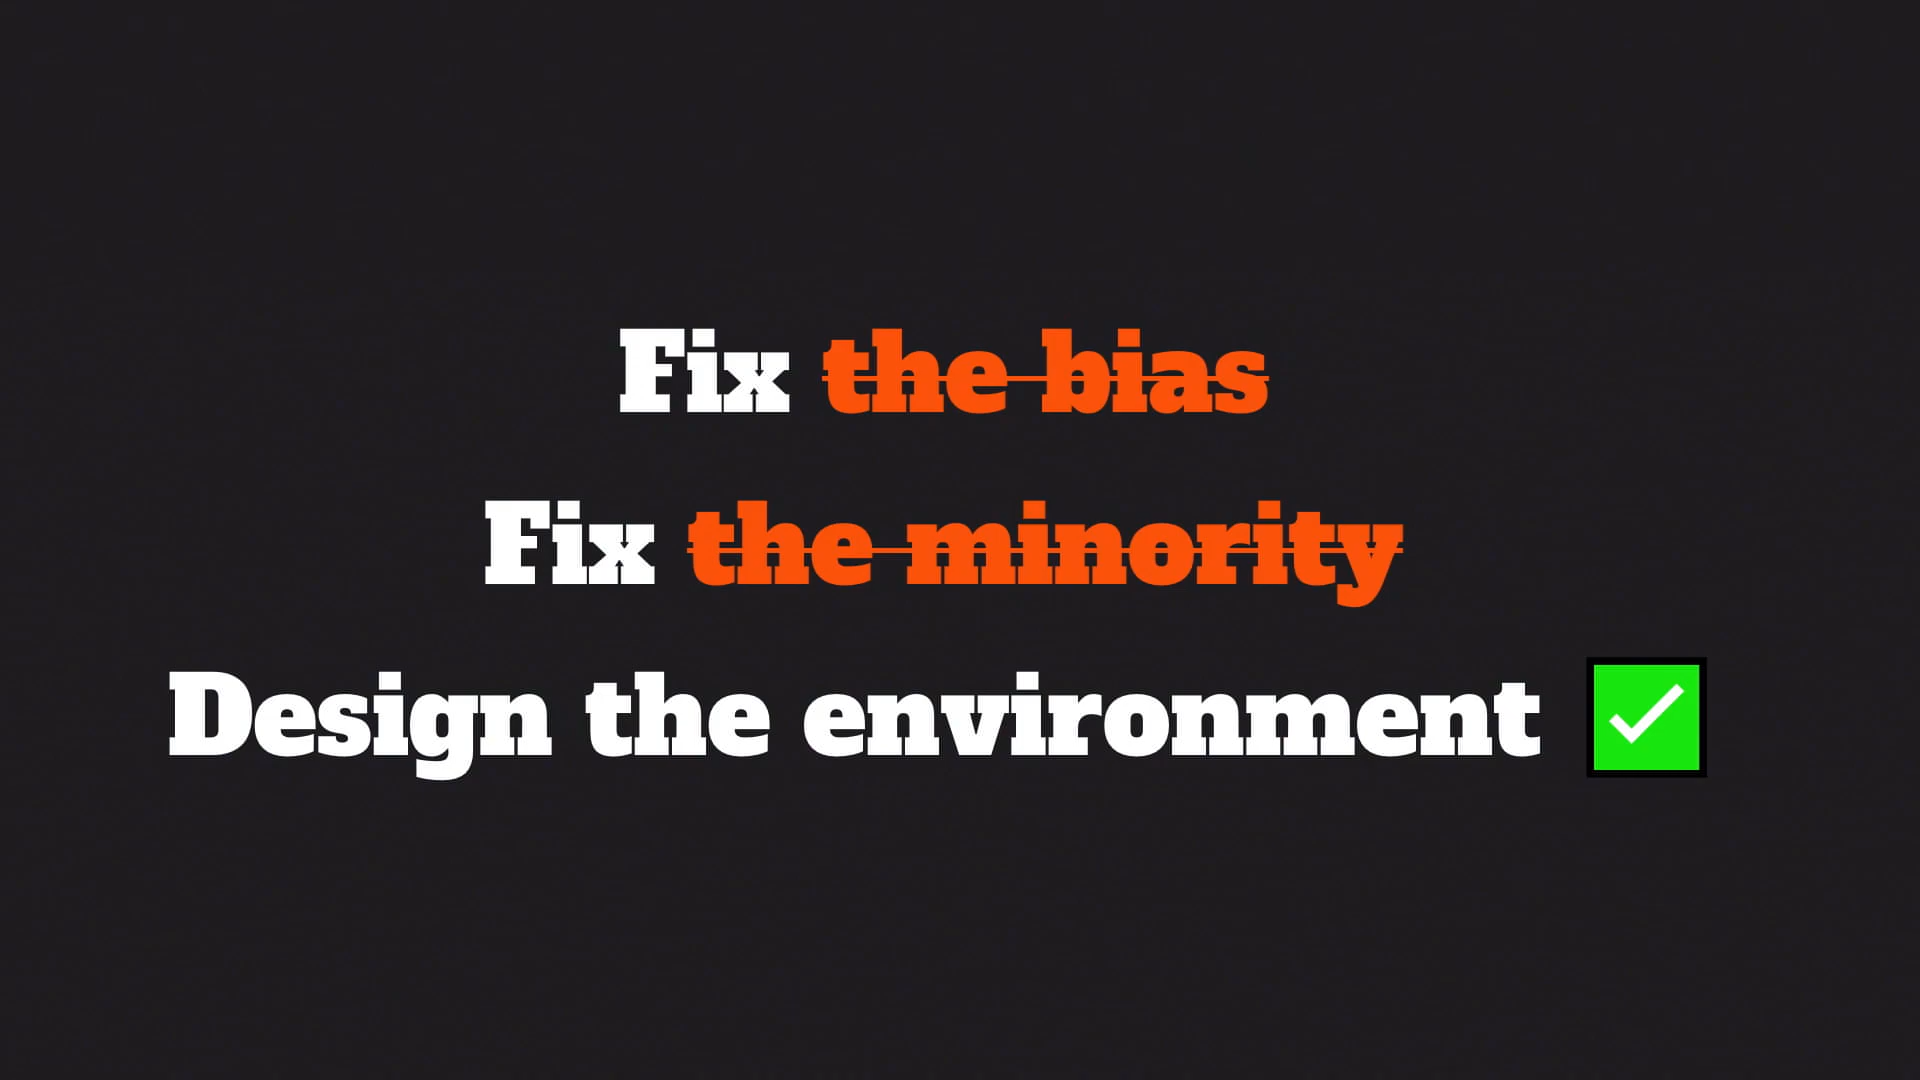 Fix the bias
Fix the minority
Design the environment